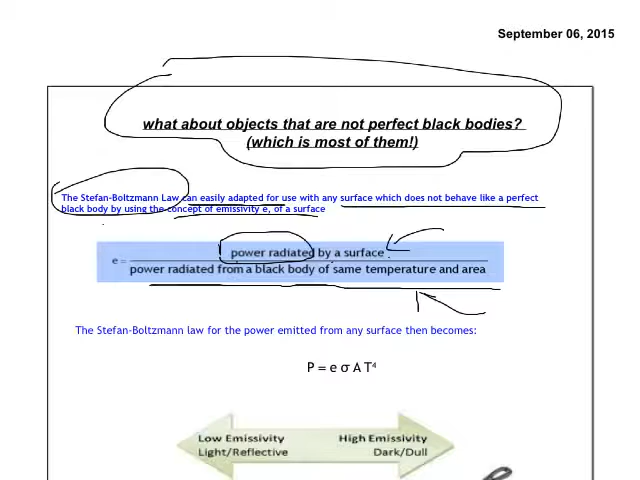 September 06, 2015
what about objects that are not perfect black bodies?
(which is most of them!)
The Stefan-Boltzmann Law can easily adapted for use with any surface which does not behave like a perfect
black body by using the concept of emissivity e, of a surface
e = power radiated by a surface
power radiated from a black body of same temperature and area
The Stefan-Boltzmann law for the power emitted from any surface then becomes:
P = e σ A T⁴
Low Emissivity High Emissivity
Light/Reflective Dark/Dull